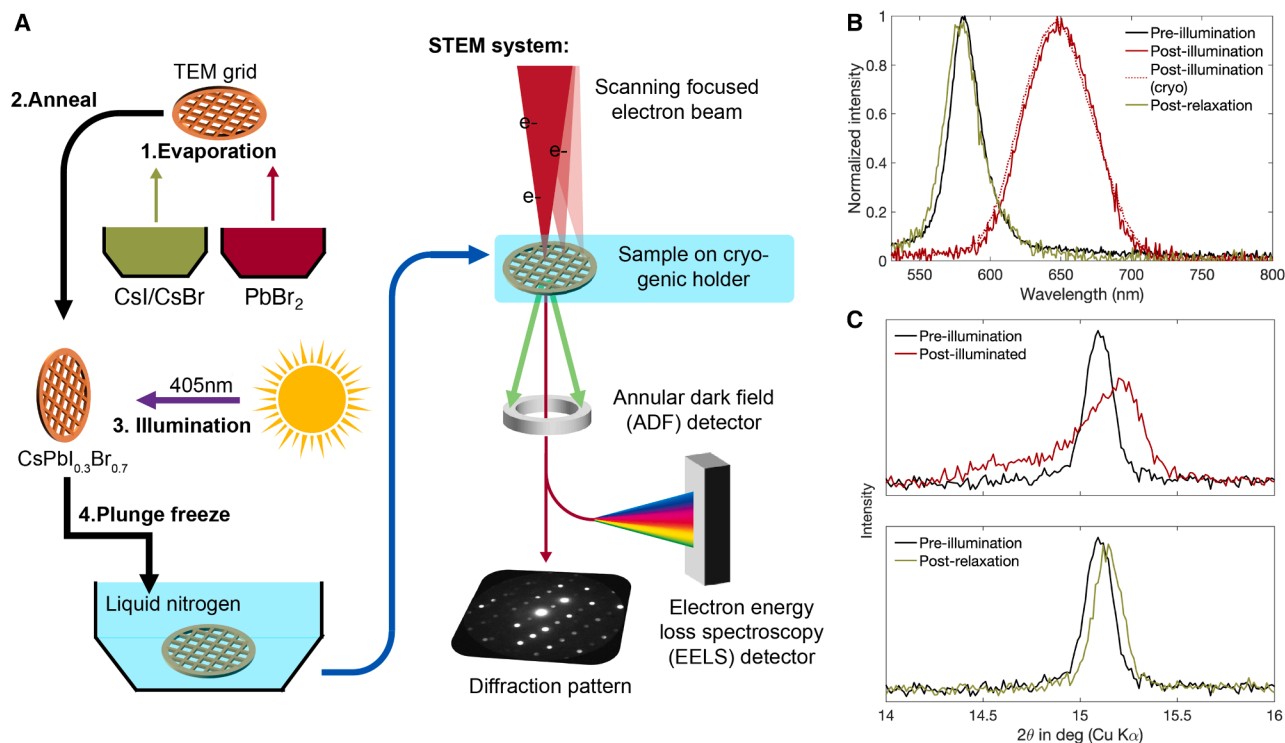 A
TEM grid
2.Anneal
1.Evaporation
CsI/CsBr
PbBr₂
405nm
3. Illumination
CsPbI₀.₃Br₀.₇
4.Plunge freeze
Liquid nitrogen
STEM system:
Scanning focused
electron beam
e-
e-
e-
Sample on cryo-
genic holder
Annular dark field
(ADF) detector
Electron energy
loss spectroscopy
(EELS) detector
Diffraction pattern
B
Normalized intensity
1
0.8
0.6
0.4
0.2
0
Pre-illumination
Post-illumination
Post-illumination
(cryo)
Post-relaxation
550 600 650 700 750 800
Wavelength (nm)
C
Pre-illumination
Post-illuminated
Intensity
Pre-illumination
Post-relaxation
14 14.5 15 15.5 16
2θ in deg (Cu Kα)